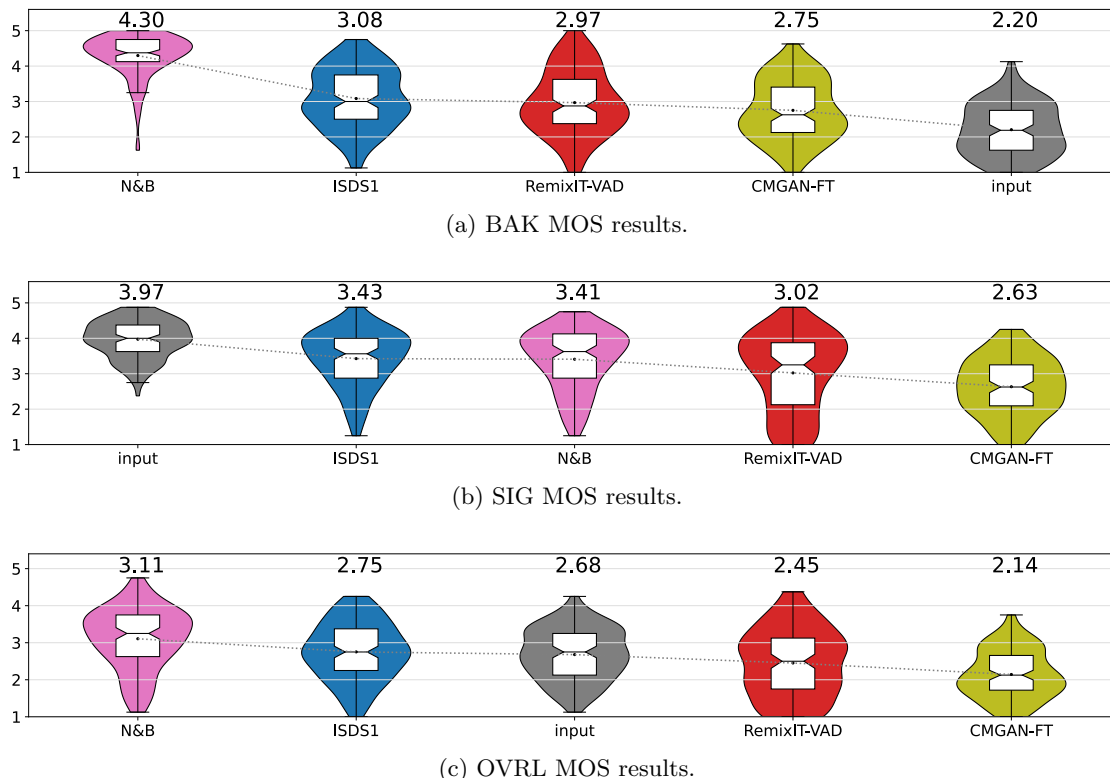 4.30 3.08 2.97 2.75 2.20
5
4
3
2
1
N&B ISDS1 RemixIT-VAD CMGAN-FT input
(a) BAK MOS results.
3.97 3.43 3.41 3.02 2.63
5
4
3
2
1
input ISDS1 N&B RemixIT-VAD CMGAN-FT
(b) SIG MOS results.
3.11 2.75 2.68 2.45 2.14
5
4
3
2
1
N&B ISDS1 input RemixIT-VAD CMGAN-FT
(c) OVRL MOS results.